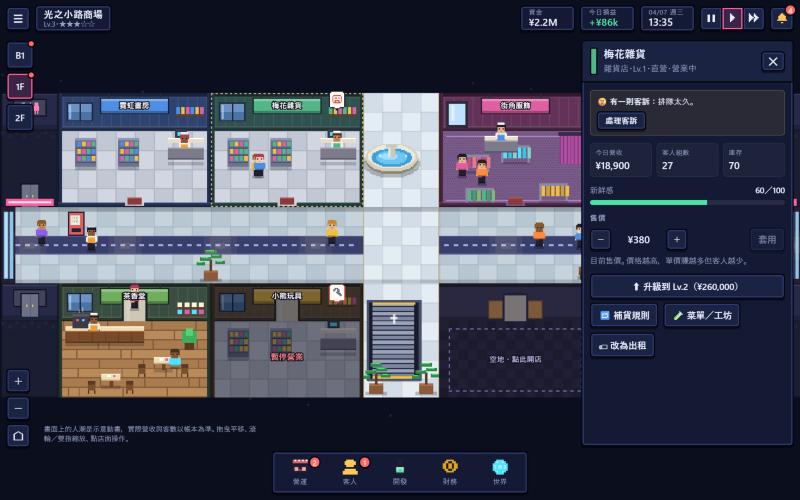 光之小路商場
Lv.3·★★★☆☆
資金
¥2.2M
今日損益
+¥86k
04/07 週三
13:35
4
B1
1F
2F
霓虹書房
梅花雜貨
街角服飾
茶香堂
小熊玩具
暫停營業
空地·點此開店
梅花雜貨
雜貨店·Lv.1·直營·營業中
有一則客訴：排隊太久。
處理客訴
今日營收
¥18,900
客人組數
27
庫存
70
新鮮感
60/100
售價
−
¥380
+
套用
目前售價。價格越高，單價賺越多但客人越少。
⬆ 升級到 Lv.2（¥260,000）
補貨規則
菜單／工坊
改為出租
+
−
畫面上的人潮是示意動畫，實際營收與客數以帳本為準。拖曳平移、滾
輪／雙指縮放、點店面操作。
2
營運
1
客人
開發
財務
世界